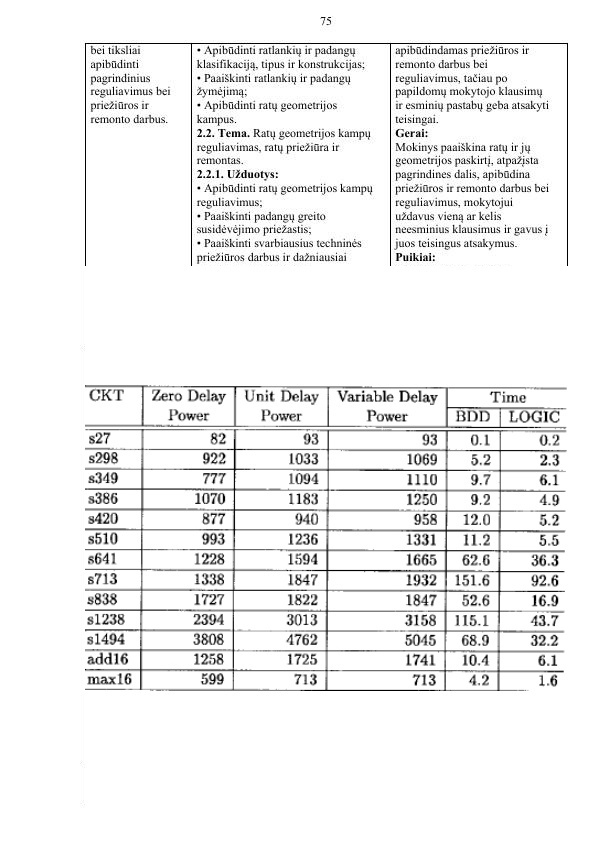 75
bei tiksliai
apibūdinti
pagrindinius
reguliavimus bei
priežiūros ir
remonto darbus.
• Apibūdinti ratlankių ir padangų
klasifikaciją, tipus ir konstrukcijas;
• Paaiškinti ratlankių ir padangų
žymėjimą;
• Apibūdinti ratų geometrijos
kampus.
2.2. Tema. Ratų geometrijos kampų
reguliavimas, ratų priežiūra ir
remontas.
2.2.1. Užduotys:
• Apibūdinti ratų geometrijos kampų
reguliavimus;
• Paaiškinti padangų greito
susidėvėjimo priežastis;
• Paaiškinti svarbiausius techninės
priežiūros darbus ir dažniausiai
apibūdindamas priežiūros ir
remonto darbus bei
reguliavimus, tačiau po
papildomų mokytojo klausimų
ir esminių pastabų geba atsakyti
teisingai.
Gerai:
Mokinys paaiškina ratų ir jų
geometrijos paskirtį, atpažįsta
pagrindines dalis, apibūdina
priežiūros ir remonto darbus bei
reguliavimus, mokytojui
uždavus vieną ar kelis
neesminius klausimus ir gavus į
juos teisingus atsakymus.
Puikiai:
CKT Zero Delay Unit Delay Variable Delay Time
Power Power Power BDD LOGIC
s27 82 93 93 0.1 0.2
s298 922 1033 1069 5.2 2.3
s349 777 1094 1110 9.7 6.1
s386 1070 1183 1250 9.2 4.9
s420 877 940 958 12.0 5.2
s510 993 1236 1331 11.2 5.5
s641 1228 1594 1665 62.6 36.3
s713 1338 1847 1932 151.6 92.6
s838 1727 1822 1847 52.6 16.9
s1238 2394 3013 3158 115.1 43.7
s1494 3808 4762 5045 68.9 32.2
add16 1258 1725 1741 10.4 6.1
max16 599 713 713 4.2 1.6